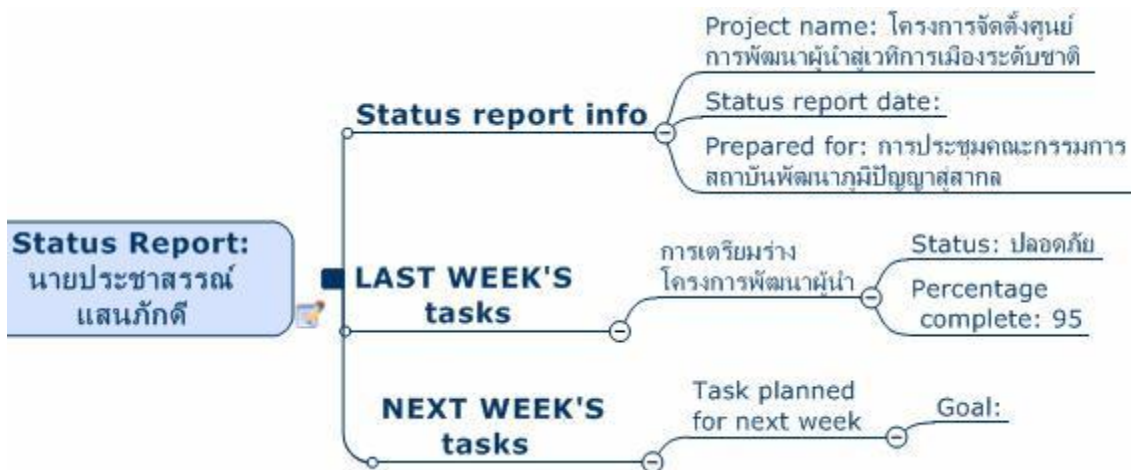 Status Report:
นายประชาสรรณ์
แสนภักดี
Status report info
Project name: โครงการจัดตั้งศูนย์
การพัฒนาผู้นำสู่เวทีการเมืองระดับชาติ
Status report date:
Prepared for: การประชุมคณะกรรมการ
สถาบันพัฒนาภูมิปัญญาสู่สากล
LAST WEEK'S
tasks
การเตรียมร่าง
โครงการพัฒนาผู้นำ
Status: ปลอดภัย
Percentage
complete: 95
NEXT WEEK'S
tasks
Task planned
for next week
Goal: